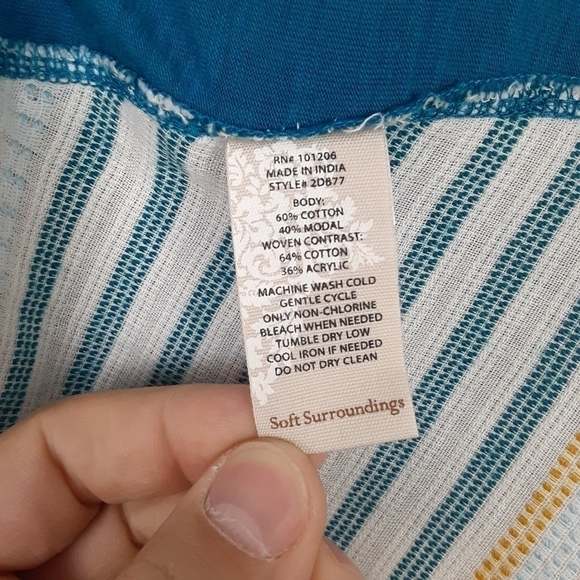 RN# 101206
MADE IN INDIA
STYLE# 2DB77
BODY:
60% COTTON
40% MODAL
WOVEN CONTRAST:
64% COTTON
36% ACRYLIC
MACHINE WASH COLD
GENTLE CYCLE
ONLY NON-CHLORINE
BLEACH WHEN NEEDED
TUMBLE DRY LOW
COOL IRON IF NEEDED
DO NOT DRY CLEAN
Soft Surroundings